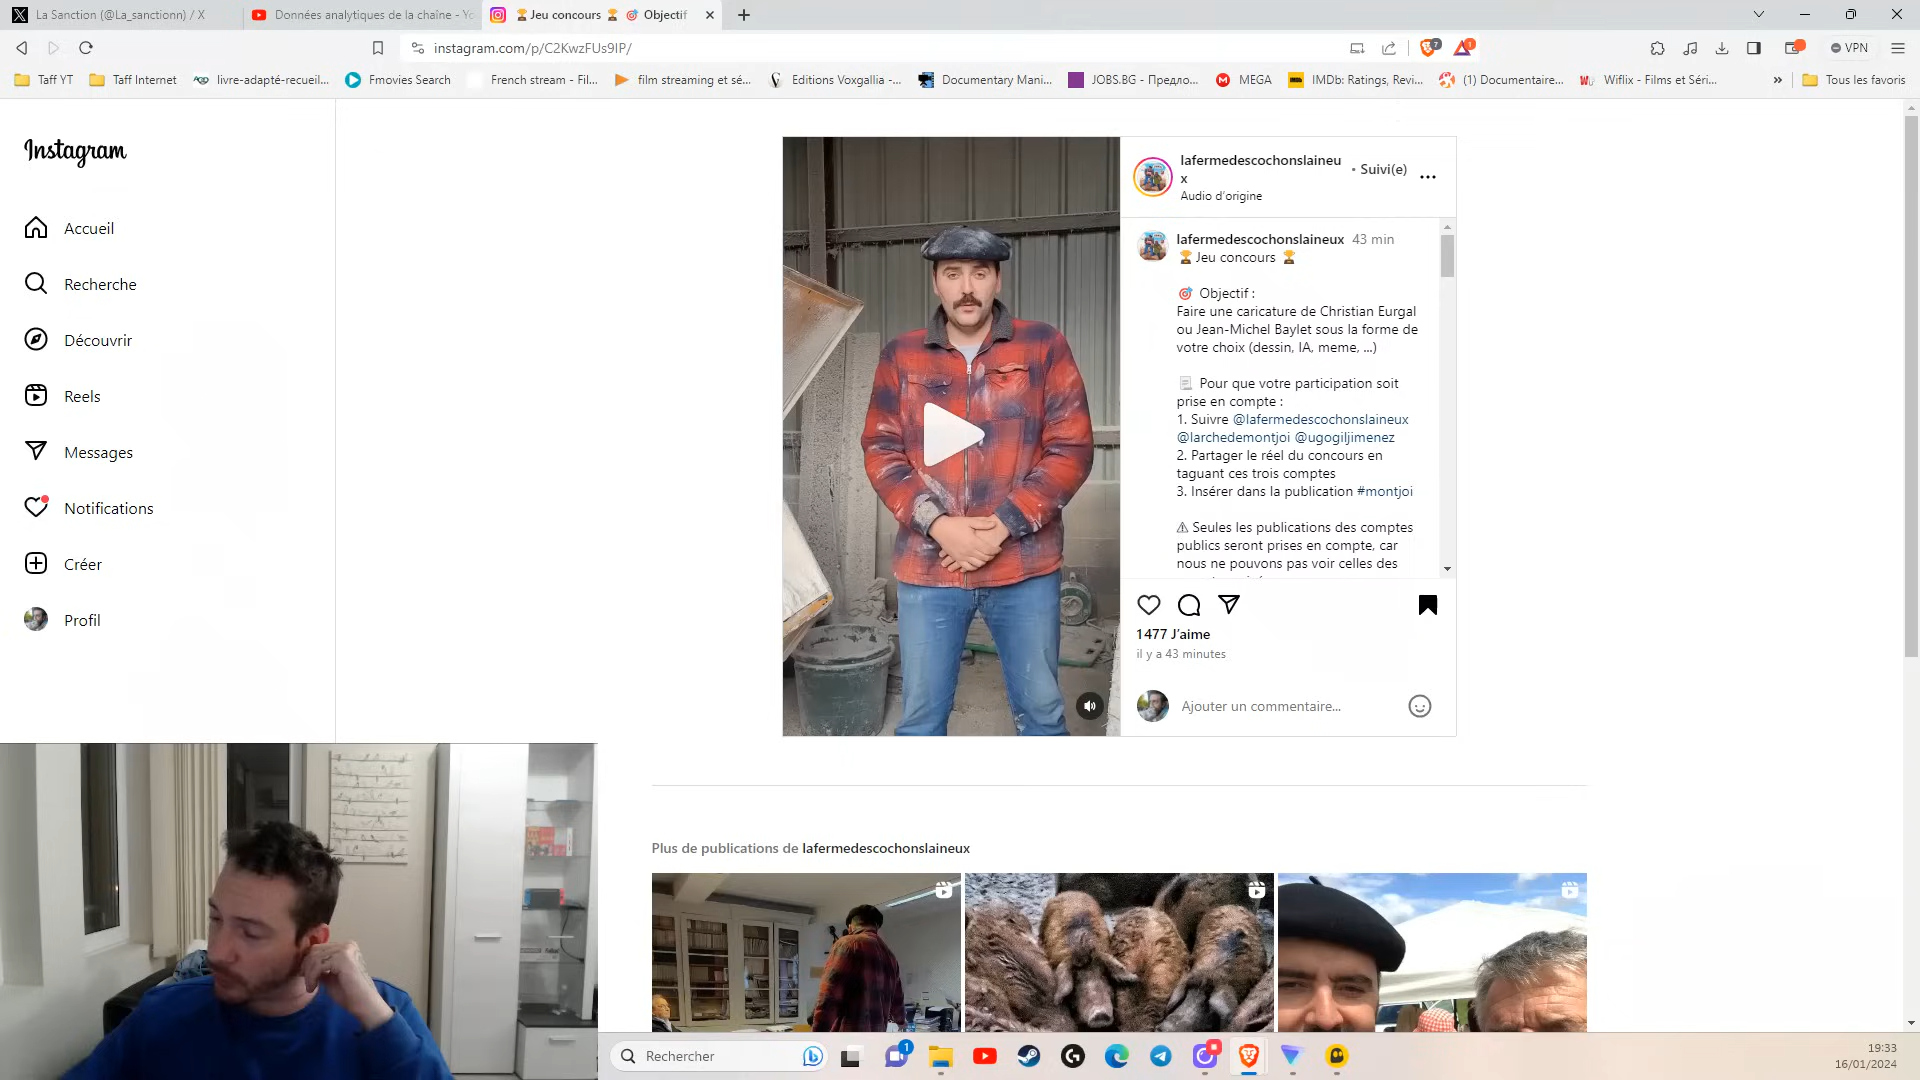 La Sanction (@La_sanctionn) / X
Données analytiques de la chaîne - Yo
🏆Jeu concours 🏆 🎯 Objectif
instagram.com/p/C2KwzFUs9IP/
7
1
VPN
Taff YT
Taff Internet
livre-adapté-recueil...
Fmovies Search
French stream - Fil...
film streaming et sé...
Editions Voxgallia -...
Documentary Mani...
JOBS.BG - Предло...
MEGA
IMDb: Ratings, Revi...
(1) Documentaire...
Wiflix - Films et Séri...
»
Tous les favoris
Instagram
Accueil
Recherche
Découvrir
Reels
Messages
Notifications
Créer
Profil
lafermedescochonslaineu
x
• Suivi(e)
Audio d'origine
lafermedescochonslaineux 43 min
🏆Jeu concours 🏆
🎯 Objectif :
Faire une caricature de Christian Eurgal
ou Jean-Michel Baylet sous la forme de
votre choix (dessin, IA, meme, ...)
📃 Pour que votre participation soit
prise en compte :
1. Suivre @lafermedescochonslaineux
@larchedemontjoi @ugogiljimenez
2. Partager le réel du concours en
taguant ces trois comptes
3. Insérer dans la publication #montjoi
⚠ Seules les publications des comptes
publics seront prises en compte, car
nous ne pouvons pas voir celles des
1477 J'aime
il y a 43 minutes
Ajouter un commentaire...
Plus de publications de lafermedescochonslaineux
Rechercher
1
19:33
16/01/2024